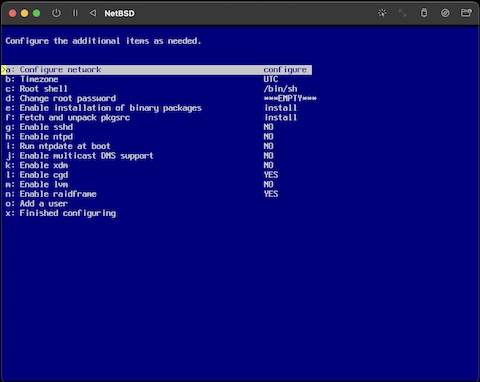 NetBSD
Configure the additional items as needed.
>a: Configure network configure
b: Timezone UTC
c: Root shell /bin/sh
d: Change root password ***EMPTY***
e: Enable installation of binary packages install
f: Fetch and unpack pkgsrc install
g: Enable sshd NO
h: Enable ntpd NO
i: Run ntpdate at boot NO
j: Enable multicast DNS support NO
k: Enable xdm NO
l: Enable cgd YES
m: Enable lvm NO
n: Enable raidframe YES
o: Add a user
x: Finished configuring